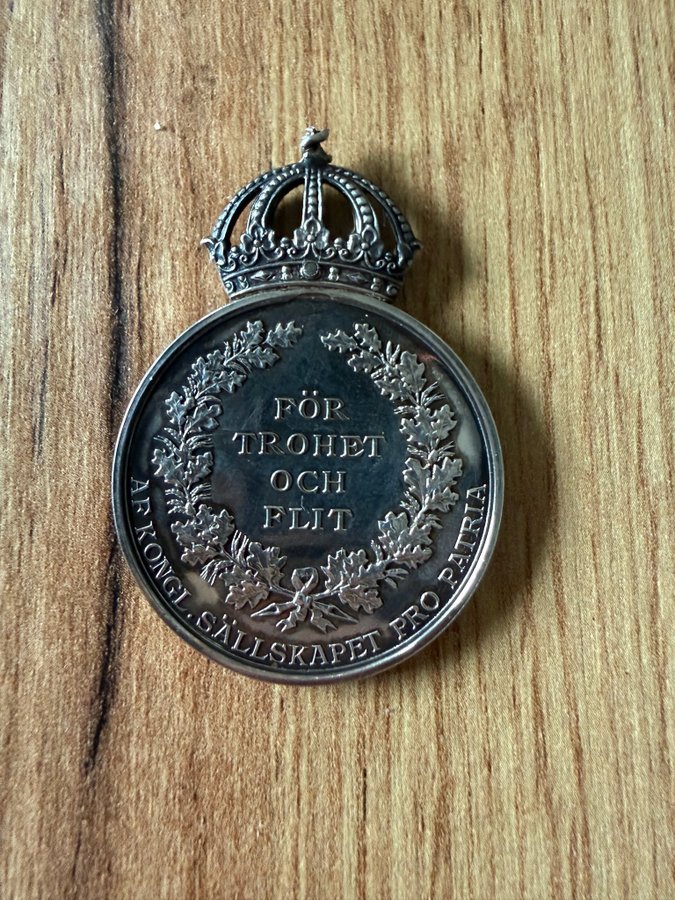 FÖR
TROHET
OCH
FLIT
AF KONGL. SÄLLSKAPET PRO PATRIA